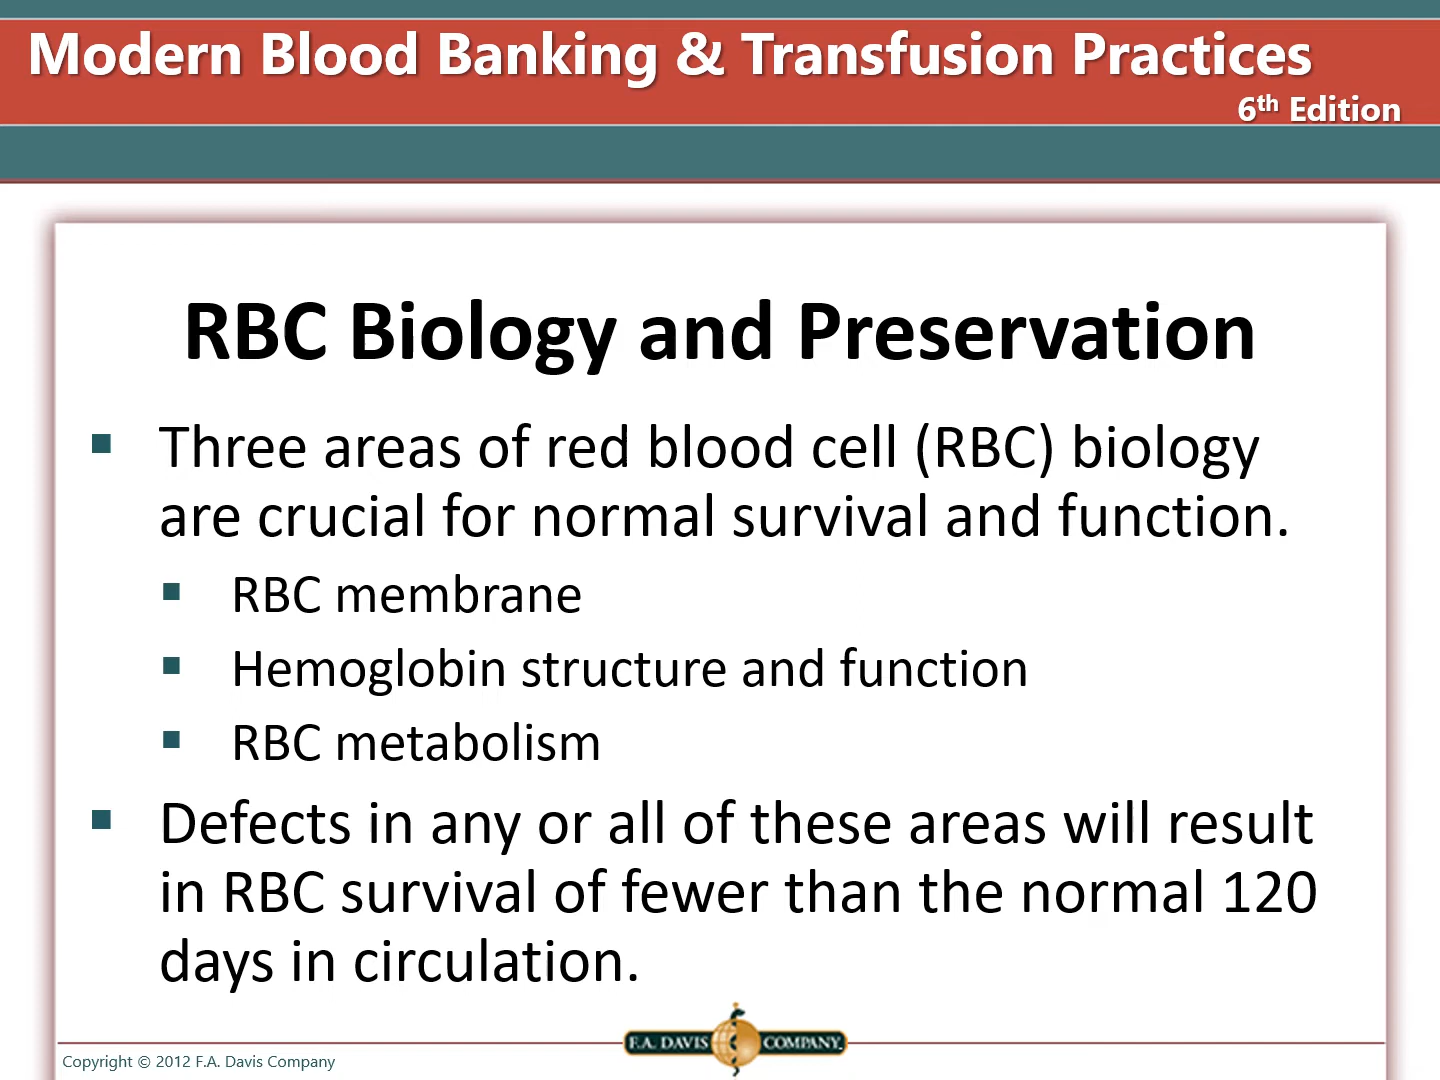 Modern Blood Banking & Transfusion Practices
6th Edition
RBC Biology and Preservation
▪ Three areas of red blood cell (RBC) biology
are crucial for normal survival and function.
▪ RBC membrane
▪ Hemoglobin structure and function
▪ RBC metabolism
▪ Defects in any or all of these areas will result
in RBC survival of fewer than the normal 120
days in circulation.
F.A. DAVIS COMPANY.
Copyright © 2012 F.A. Davis Company